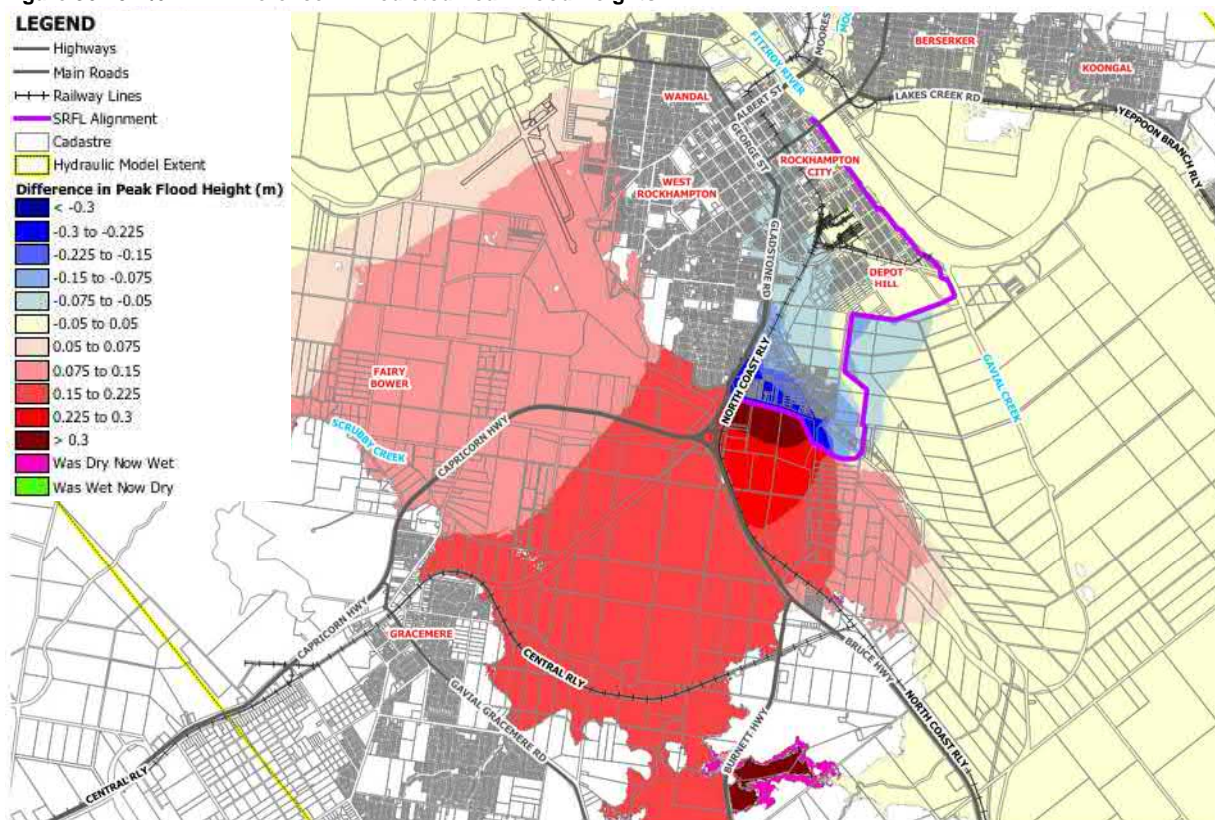 LEGEND
Highways
Main Roads
Railway Lines
SRFL Alignment
Cadastre
Hydraulic Model Extent
Difference in Peak Flood Height (m)
< -0.3
-0.3 to -0.225
-0.225 to -0.15
-0.15 to -0.075
-0.075 to -0.05
-0.05 to 0.05
0.05 to 0.075
0.075 to 0.15
0.15 to 0.225
0.225 to 0.3
> 0.3
Was Dry Now Wet
Was Wet Now Dry
BERSERKER
KOONGAL
FITZROY RIVER
WANDAL
ALBERT ST
LAKES CREEK RD
YEPPOON BRANCH RLY
GEORGE ST
ROCKHAMPTON
CITY
WEST
ROCKHAMPTON
GLADSTONE RD
DEPOT
HILL
GAVIAL CREEK
NORTH COAST RLY
FAIRY
BOWER
SCRUBBY CREEK
CAPRICORN HWY
CAPRICORN HWY
GRACEMERE
CENTRAL RLY
BRUCE HWY
NORTH COAST RLY
GAVIAL GRACEMERE RD
BURNETT HWY
CENTRAL RLY